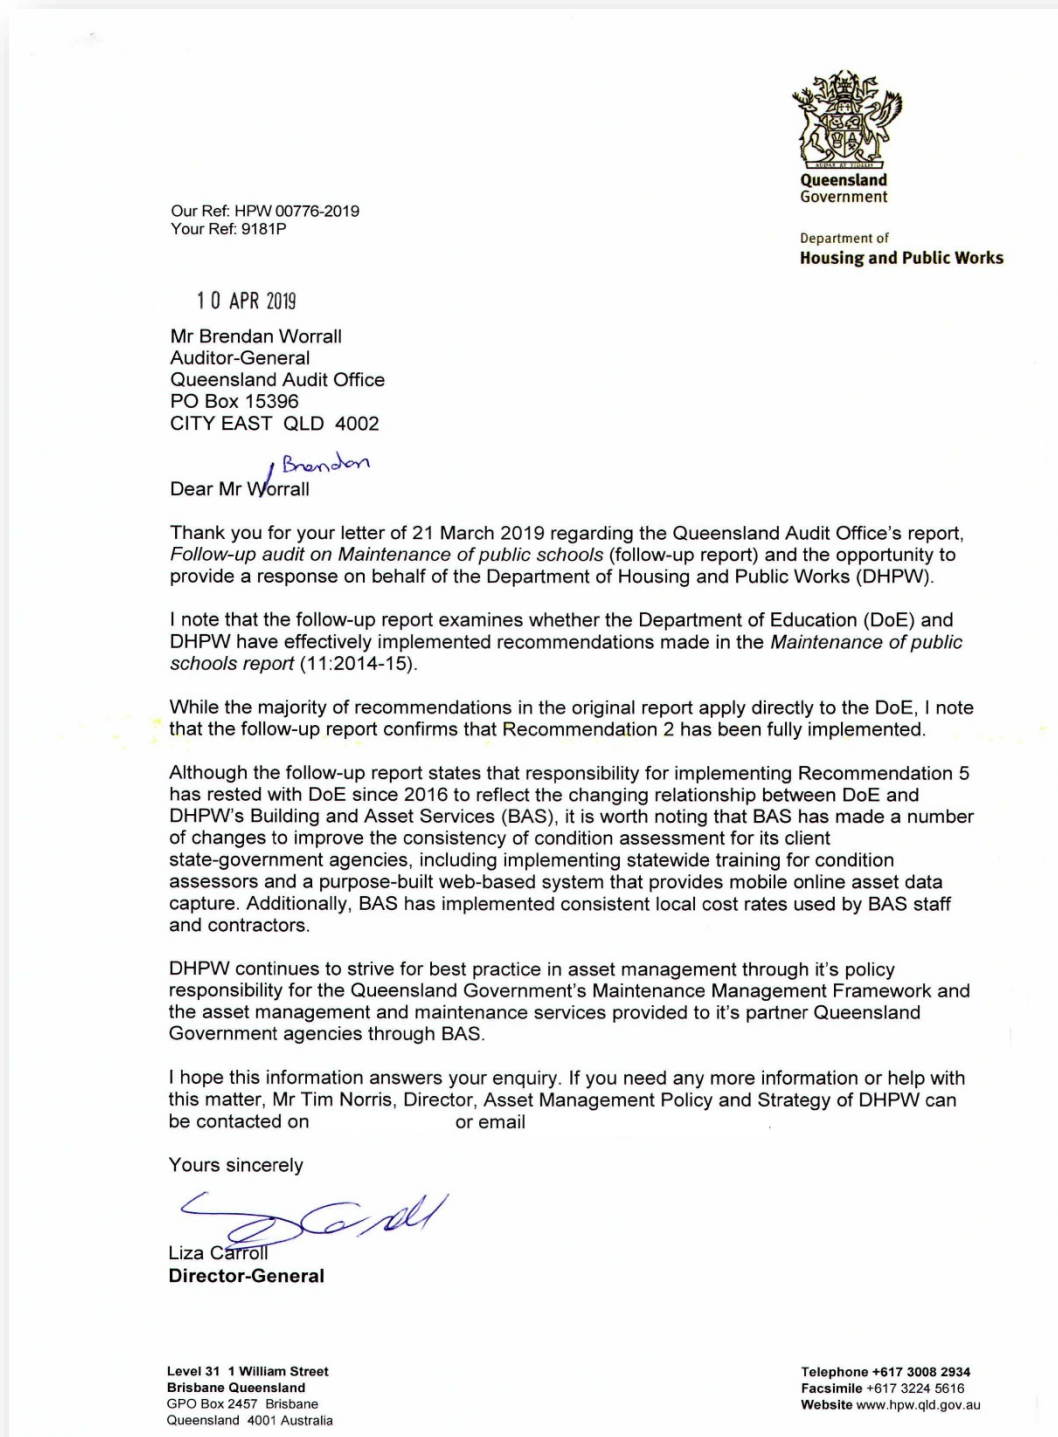 Queensland
Government
Department of
Housing and Public Works
Our Ref: HPW 00776-2019
Your Ref: 9181P
10 APR 2019
Mr Brendan Worrall
Auditor-General
Queensland Audit Office
PO Box 15396
CITY EAST QLD 4002
Brendan
Dear Mr Worrall
Thank you for your letter of 21 March 2019 regarding the Queensland Audit Office's report,
Follow-up audit on Maintenance of public schools (follow-up report) and the opportunity to
provide a response on behalf of the Department of Housing and Public Works (DHPW).
I note that the follow-up report examines whether the Department of Education (DoE) and
DHPW have effectively implemented recommendations made in the Maintenance of public
schools report (11:2014-15).
While the majority of recommendations in the original report apply directly to the DoE, I note
that the follow-up report confirms that Recommendation 2 has been fully implemented.
Although the follow-up report states that responsibility for implementing Recommendation 5
has rested with DoE since 2016 to reflect the changing relationship between DoE and
DHPW's Building and Asset Services (BAS), it is worth noting that BAS has made a number
of changes to improve the consistency of condition assessment for its client
state-government agencies, including implementing statewide training for condition
assessors and a purpose-built web-based system that provides mobile online asset data
capture. Additionally, BAS has implemented consistent local cost rates used by BAS staff
and contractors.
DHPW continues to strive for best practice in asset management through it's policy
responsibility for the Queensland Government's Maintenance Management Framework and
the asset management and maintenance services provided to it's partner Queensland
Government agencies through BAS.
I hope this information answers your enquiry. If you need any more information or help with
this matter, Mr Tim Norris, Director, Asset Management Policy and Strategy of DHPW can
be contacted on or email .
Yours sincerely
Liza Carroll
Director-General
Level 31 1 William Street
Brisbane Queensland
GPO Box 2457 Brisbane
Queensland 4001 Australia
Telephone +617 3008 2934
Facsimile +617 3224 5616
Website www.hpw.qld.gov.au